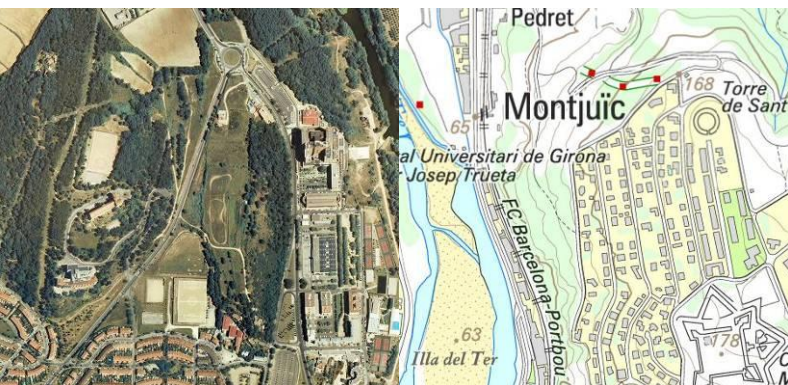 Pedret
168
Torre
de Sant
Montjuïc
65
al Universitari de Girona
r Josep Trueta
FC Barcelona-Portbou
63
Illa del Ter
178